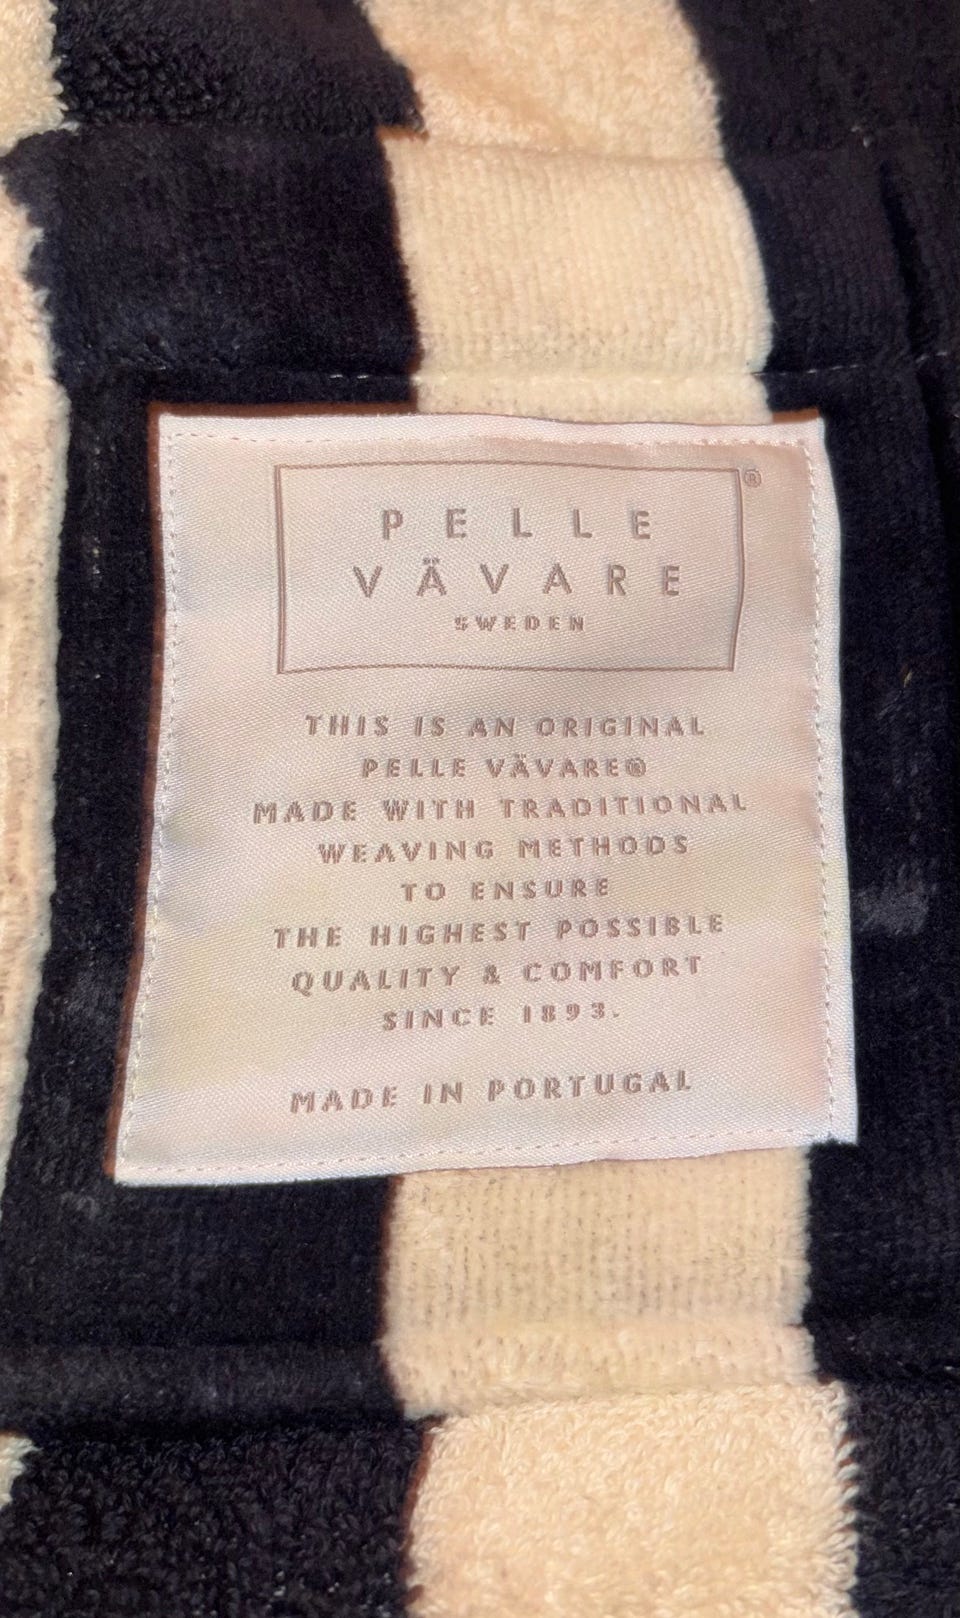 PELLE
VÄVARE
SWEDEN
®
THIS IS AN ORIGINAL
PELLE VÄVARE®
MADE WITH TRADITIONAL
WEAVING METHODS
TO ENSURE
THE HIGHEST POSSIBLE
QUALITY & COMFORT
SINCE 1893.
MADE IN PORTUGAL